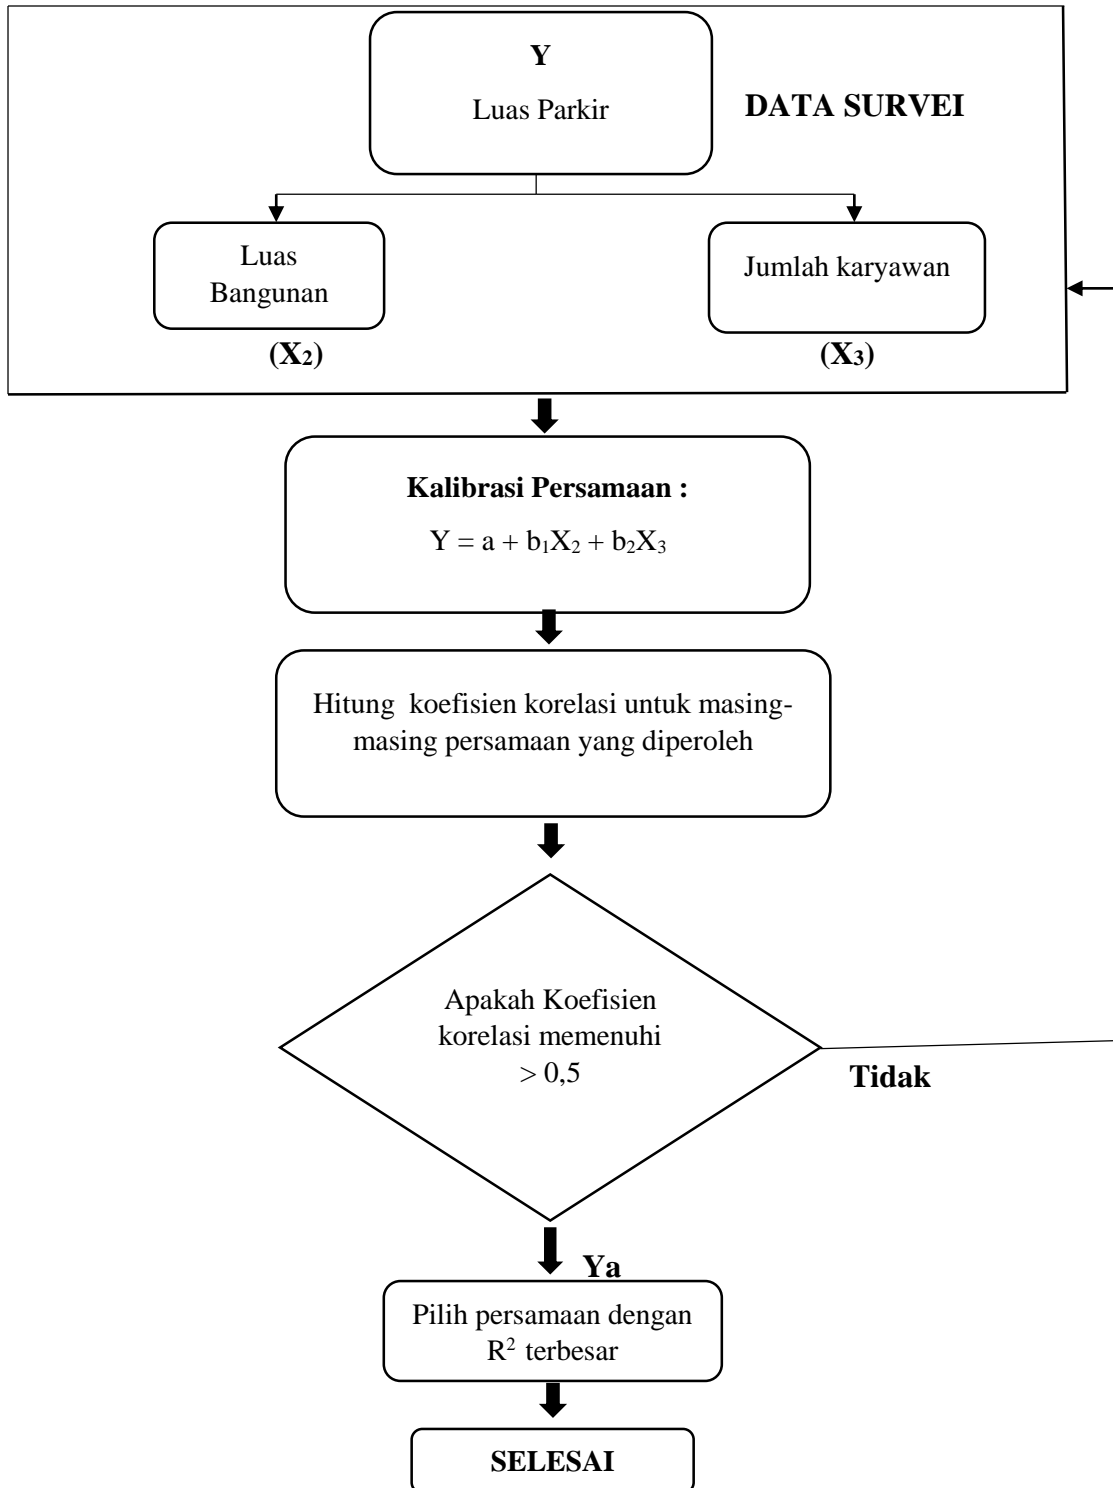 Y
Luas Parkir
DATA SURVEI
Luas
Bangunan
Jumlah karyawan
(X₂)
(X₃)
Kalibrasi Persamaan :
Y = a + b₁X₂ + b₂X₃
Hitung koefisien korelasi untuk masing-
masing persamaan yang diperoleh
Apakah Koefisien
korelasi memenuhi
> 0,5
Tidak
Ya
Pilih persamaan dengan
R² terbesar
SELESAI